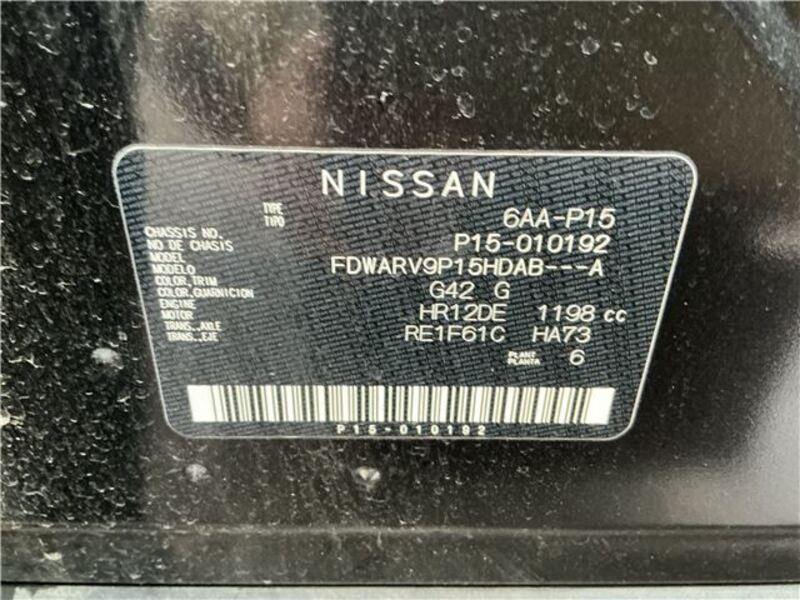 NISSAN
TYPE 6AA-P15
TIPO
CHASSIS NO. P15-010192
NO DE CHASIS
MODEL FDWARV9P15HDAB---A
MODELO
COLOR,TRIM G42 G
COLOR,GUARNICION
ENGINE HR12DE 1198 cc
MOTOR
TRANS.,AXLE RE1F61C HA73
TRANS.,EJE
PLANT 6
PLANTA
P15-010192